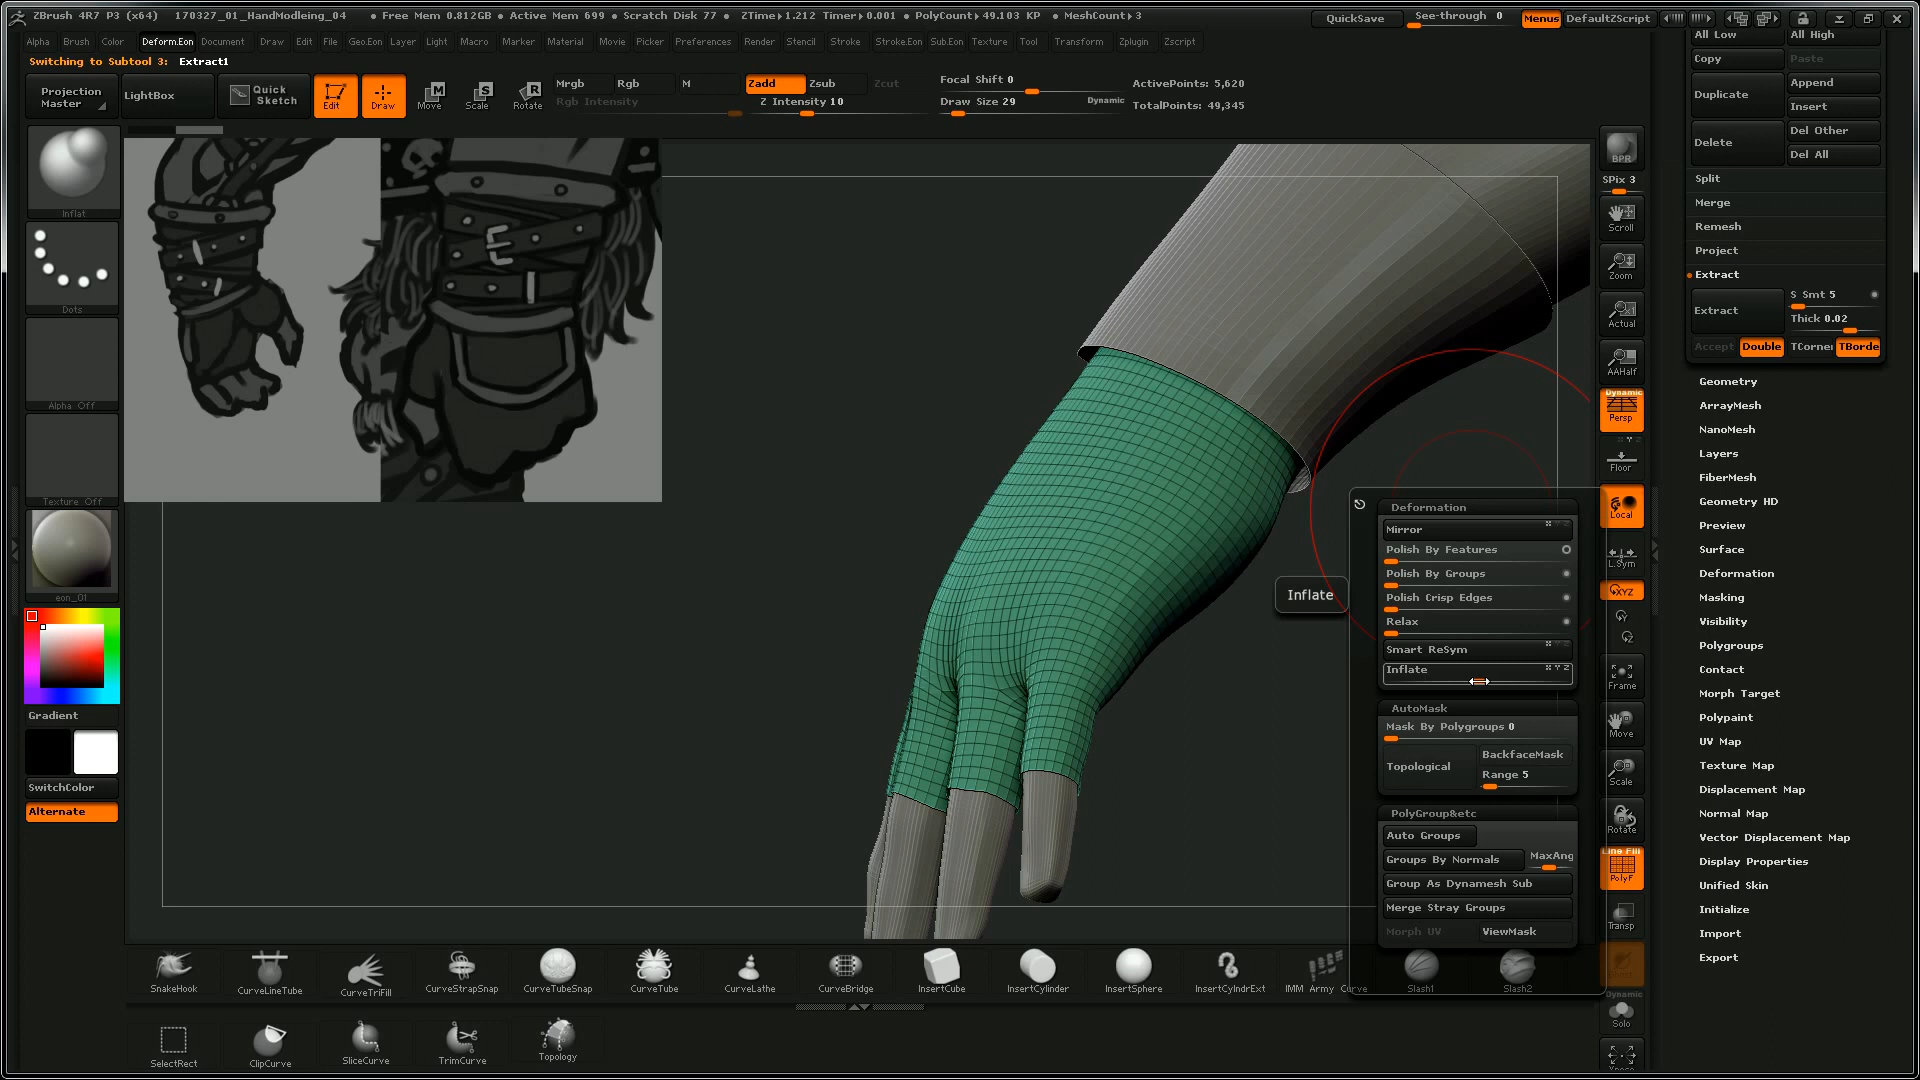 ZBrush 4R7 P3 (x64) 170327_01_HandModleing_04 • Free Mem 0.812GB • Active Mem 699 • Scratch Disk 77 • ZTime▸1.212 Timer▸0.001 • PolyCount▸49.103 KP • MeshCount▸3
QuickSave See-through 0 Menus DefaultZScript
Alpha Brush Color Deform.Eon Document Draw Edit File Geo.Eon Layer Light Macro Marker Material Movie Picker Preferences Render Stencil Stroke Stroke.Eon Sub.Eon Texture Tool Transform Zplugin Zscript
Switching to Subtool 3: Extract1
Projection Master
LightBox
Quick Sketch
Edit
Draw
Move
Scale
Rotate
Mrgb Rgb M
Rgb Intensity
Zadd Zsub Zcut
Z Intensity 10
Focal Shift 0
Draw Size 29 Dynamic
ActivePoints: 5,620
TotalPoints: 49,345
Inflat
Dots
Alpha Off
Texture Off
eon_01
Gradient
SwitchColor
Alternate
Inflate
Deformation
Mirror
Polish By Features
Polish By Groups
Polish Crisp Edges
Relax
Smart ReSym
Inflate
AutoMask
Mask By Polygroups 0
Topological
BackfaceMask
Range 5
PolyGroup&etc
Auto Groups
Groups By Normals MaxAng
Group As Dynamesh Sub
Merge Stray Groups
Morph UV ViewMask
BPR
SPix 3
Scroll
Zoom
Actual
AAHalf
Dynamic
Persp
Floor
Local
L.Sym
XYZ
Frame
Move
Scale
Rotate
Line Fill
PolyF
Transp
Dynamic
Solo
All Low All High
Copy Paste
Duplicate
Append
Insert
Delete
Del Other
Del All
Split
Merge
Remesh
Project
Extract
Extract
S Smt 5
Thick 0.02
Accept Double TCorner TBorde
Geometry
ArrayMesh
NanoMesh
Layers
FiberMesh
Geometry HD
Preview
Surface
Deformation
Masking
Visibility
Polygroups
Contact
Morph Target
Polypaint
UV Map
Texture Map
Displacement Map
Normal Map
Vector Displacement Map
Display Properties
Unified Skin
Initialize
Import
Export
SnakeHook
CurveLineTube
CurveTriFill
CurveStrapSnap
CurveTubeSnap
CurveTube
CurveLathe
CurveBridge
InsertCube
InsertCylinder
InsertSphere
InsertCylndrExt
IMM Army Curve
Slash1
Slash2
SelectRect
ClipCurve
SliceCurve
TrimCurve
Topology